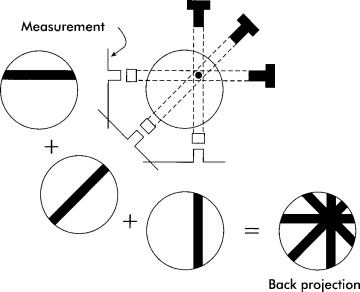 Measurement
+
+
=
Back projection